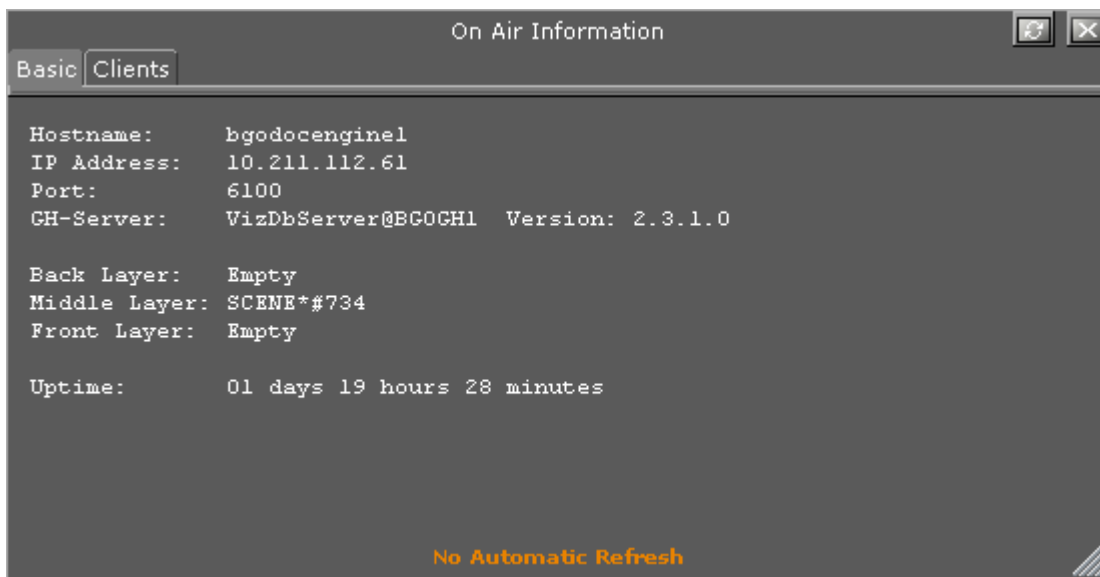 On Air Information
Basic Clients
Hostname: bgodocengine1
IP Address: 10.211.112.61
Port: 6100
GH-Server: VizDbServer@BGOGH1 Version: 2.3.1.0
Back Layer: Empty
Middle Layer: SCENE*#734
Front Layer: Empty
Uptime: 01 days 19 hours 28 minutes
No Automatic Refresh